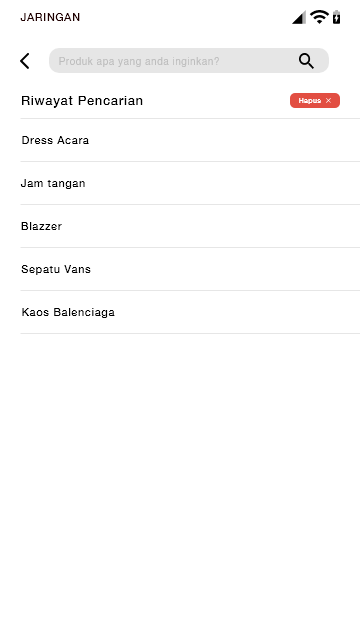 JARINGAN
Produk apa yang anda inginkan?
Riwayat Pencarian
Hapus ×
Dress Acara
Jam tangan
Blazzer
Sepatu Vans
Kaos Balenciaga